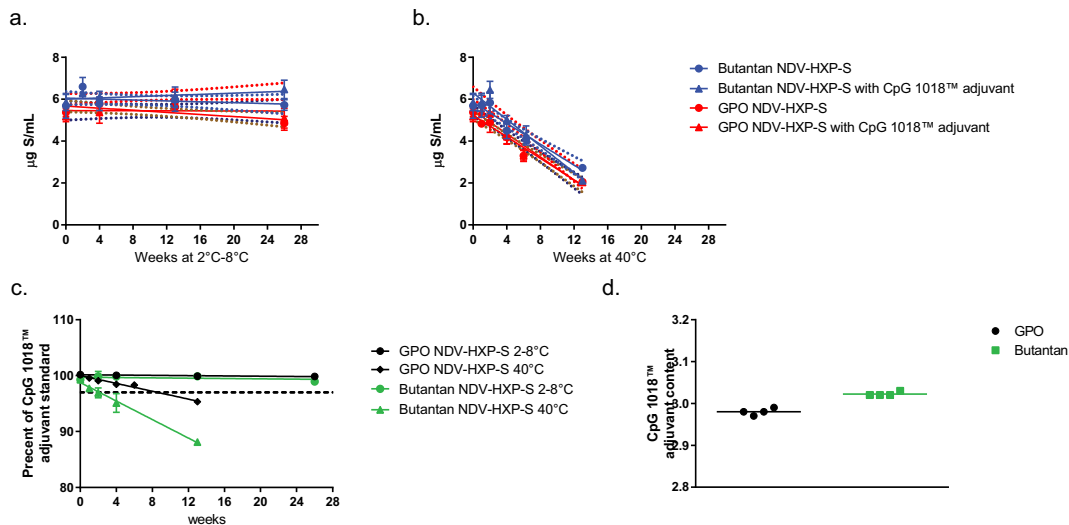 a.
b.
8
6
4
2
0
0 4 8 12 16 20 24 28
µg S/mL
Weeks at 2°C-8°C
8
6
4
2
0
0 4 8 12 16 20 24 28
µg S/mL
Weeks at 40°C
Butantan NDV-HXP-S
Butantan NDV-HXP-S with CpG 1018™ adjuvant
GPO NDV-HXP-S
GPO NDV-HXP-S with CpG 1018™ adjuvant
c.
d.
110
100
90
80
0 4 8 12 16 20 24 28
Precent of CpG 1018™
adjuvant standard
weeks
GPO NDV-HXP-S 2-8°C
GPO NDV-HXP-S 40°C
Butantan NDV-HXP-S 2-8°C
Butantan NDV-HXP-S 40°C
3.2
3.1
3.0
2.9
2.8
CpG 1018™
adjuvant content
GPO
Butantan